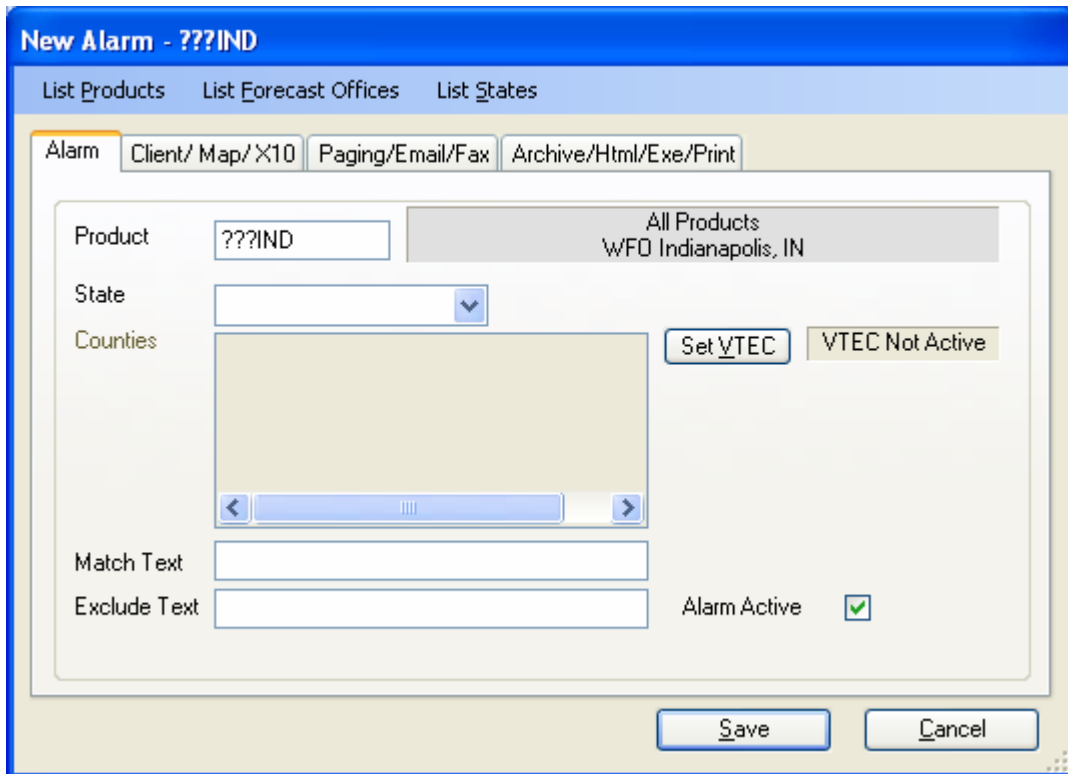 New Alarm - ???IND
List Products List Forecast Offices List States
Alarm Client/ Map/ X10 Paging/Email/Fax Archive/Html/Exe/Print
Product ???IND All Products
WFO Indianapolis, IN
State
Counties Set VTEC VTEC Not Active
Match Text
Exclude Text Alarm Active
Save Cancel